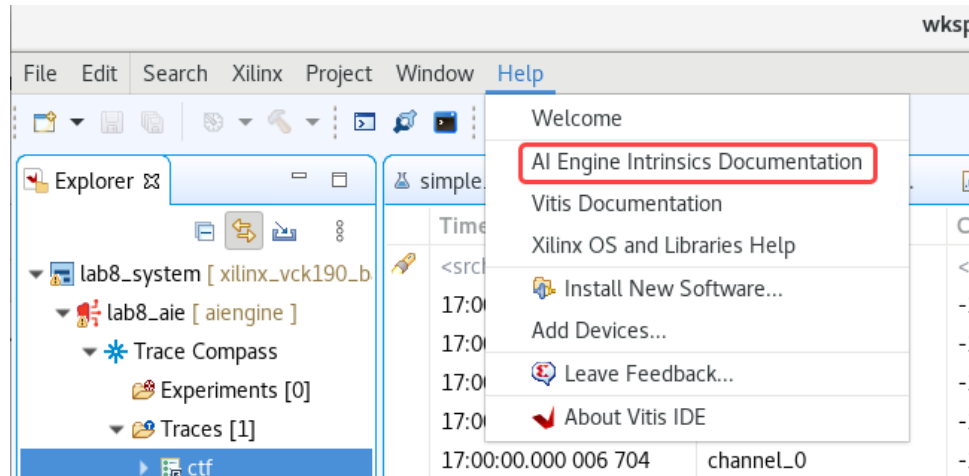 wksp
File Edit Search Xilinx Project Window Help
Welcome
AI Engine Intrinsics Documentation
Vitis Documentation
Xilinx OS and Libraries Help
Install New Software...
Add Devices...
Leave Feedback...
About Vitis IDE
Explorer
simple.
Time
<srch
lab8_system [ xilinx_vck190_b
17:00
lab8_aie [ aiengine ]
17:00
Trace Compass
17:00
Experiments [0]
17:00
Traces [1]
ctf
17:00:00.000 006 704 channel_0